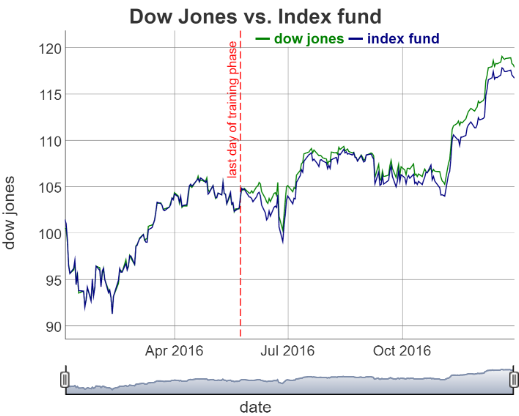 Dow Jones vs. Index fund
dow jones index fund
last day of training phase
dow jones
120
115
110
105
100
95
90
Apr 2016 Jul 2016 Oct 2016
date